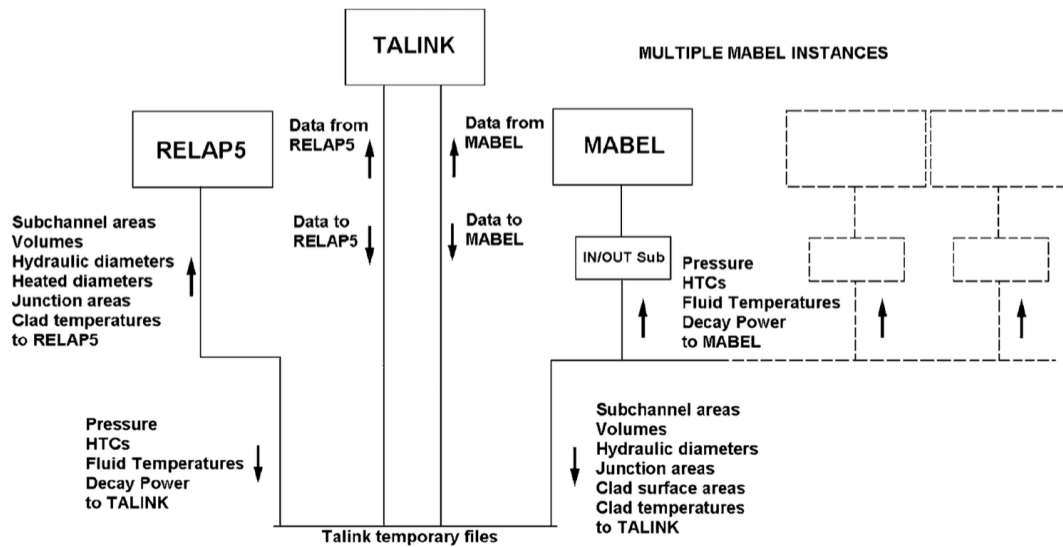 TALINK
MULTIPLE MABEL INSTANCES
RELAP5
Data from
RELAP5
Data from
MABEL
MABEL
Subchannel areas
Volumes
Hydraulic diameters
Heated diameters
Junction areas
Clad temperatures
to RELAP5
Data to
RELAP5
Data to
MABEL
IN/OUT Sub
Pressure
HTCs
Fluid Temperatures
Decay Power
to MABEL
Pressure
HTCs
Fluid Temperatures
Decay Power
to TALINK
Subchannel areas
Volumes
Hydraulic diameters
Junction areas
Clad surface areas
Clad temperatures
to TALINK
Talink temporary files